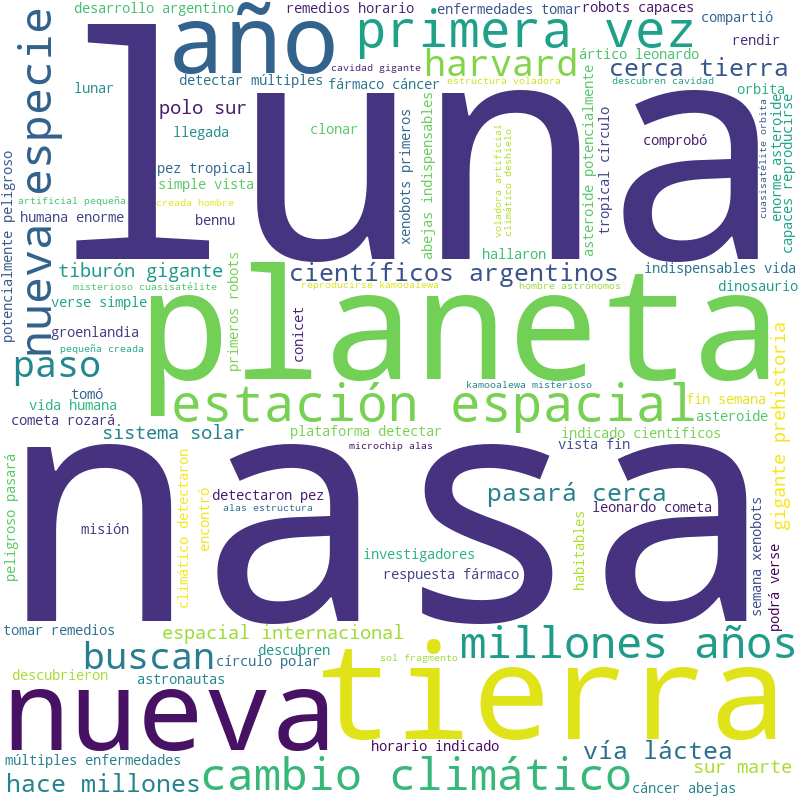 desarrollo argentino
remedios horario
enfermedades tomar
robots capaces
compartió
año
primera vez
rendir
luna
harvard
ártico leonardo
cavidad gigante
cerca tierra
detectar múltiples
fármaco cáncer
estructura voladora
descubren cavidad
lunar
orbita
polo sur
nueva especie
llegada
clonar
comprobó
xenobots primeros
abejas indispensables
voladora artificial
climático deshielo
asteroide potencialmente
tropical círculo
cuasisatélite orbita
enorme asteroide
capaces reproducirse
potencialmente peligroso
pez tropical
simple vista
artificial pequeña
creada hombre
humana enorme
bennu
hallaron
tiburón gigante
científicos argentinos
indispensables vida
misterioso cuasisatélite
reproducirse kamooalewa
hombre astrónomos
dinosaurio
verse simple
planeta
primeros robots
conicet
groenlandia
pequeña creada
paso
kamooalewa misterioso
tomó
estación espacial
fin semana
vida humana
asteroide
cometa rozará
sistema solar
plataforma detectar
indicado científicos
gigante prehistoria
microchip alas
vista fin
nasa
peligroso pasará
climático detectaron
encontró
detectaron pez
pasará cerca
alas estructura
leonardo cometa
misión
habitables
semana xenobots
podrá verse
investigadores
respuesta fármaco
tomar remedios
espacial internacional
millones años
buscan
descubren
círculo polar
sol fragmento
tierra
descubrieron
astronautas
nueva
horario indicado
vía láctea
múltiples enfermedades
sur marte
hace millones
cambio climático
cáncer abejas